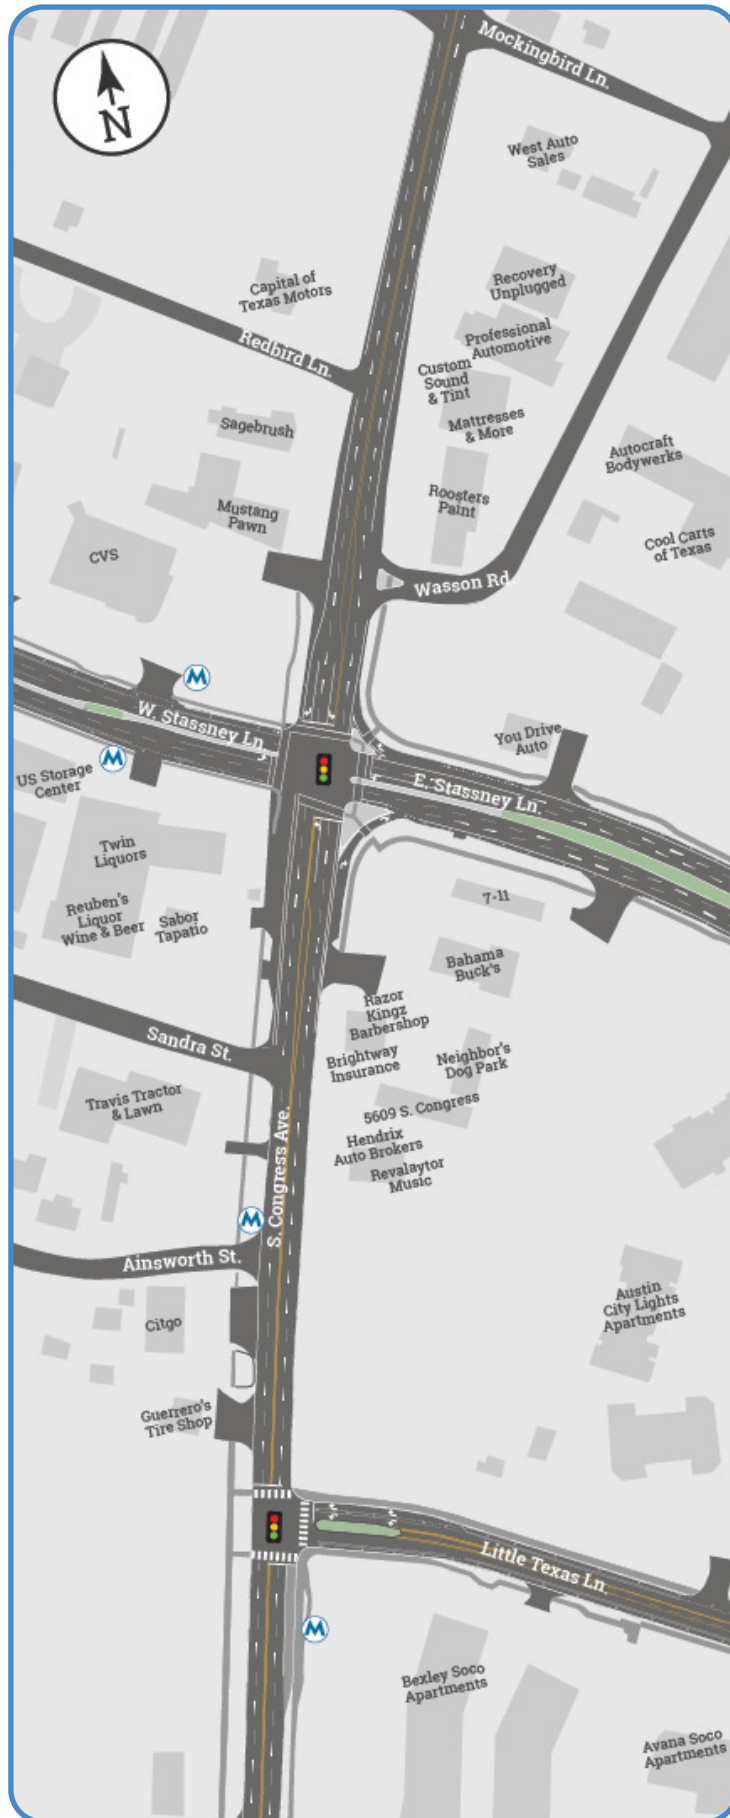 Mockingbird Ln.
N
West Auto
Sales
Capital of
Texas Motors
Recovery
Unplugged
Redbird Ln.
Professional
Automotive
Custom
Sound
& Tint
Sagebrush
Mattresses
& More
Autocraft
Bodywerks
Mustang
Pawn
Roosters
Paint
CVS
Cool Carts
of Texas
Wasson Rd.
M
W. Stassney Ln.
You Drive
Auto
M
US Storage
Center
E. Stassney Ln.
Twin
Liquors
7-11
Reuben's
Liquor
Wine & Beer
Sabor
Tapatio
Bahama
Buck's
Razor
Kingz
Barbershop
Sandra St.
Brightway
Insurance
Neighbor's
Dog Park
Travis Tractor
& Lawn
5609 S. Congress
Hendrix
Auto Brokers
Revalaytor
Music
S. Congress Ave.
M
Ainsworth St.
Austin
City Lights
Apartments
Citgo
Guerrero's
Tire Shop
Little Texas Ln.
M
Bexley Soco
Apartments
Avana Soco
Apartments